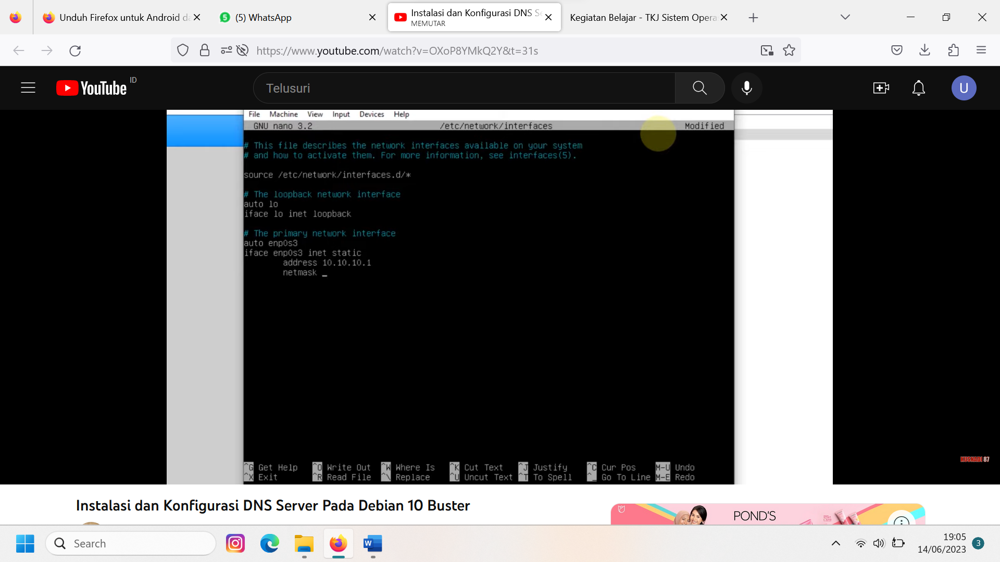 Unduh Firefox untuk Android da
5 (5) WhatsApp
Instalasi dan Konfigurasi DNS Se
MEMUTAR
Kegiatan Belajar - TKJ Sistem Opera
https://www.youtube.com/watch?v=OXoP8YMkQ2Y&t=31s
YouTube ID
Telusuri
U
File Machine View Input Devices Help
GNU nano 3.2 /etc/network/interfaces Modified
# This file describes the network interfaces available on your system
# and how to activate them. For more information, see interfaces(5).
source /etc/network/interfaces.d/*
# The loopback network interface
auto lo
iface lo inet loopback
# The primary network interface
auto enp0s3
iface enp0s3 inet static
address 10.10.10.1
netmask _
^G Get Help ^O Write Out ^W Where Is ^K Cut Text ^J Justify ^C Cur Pos M-U Undo
^X Exit ^R Read File ^\ Replace ^U Uncut Text ^T To Spell ^_ Go To Line M-E Redo
KUSNADI 87
Instalasi dan Konfigurasi DNS Server Pada Debian 10 Buster
POND'S
Search
W
19:05
14/06/2023
3